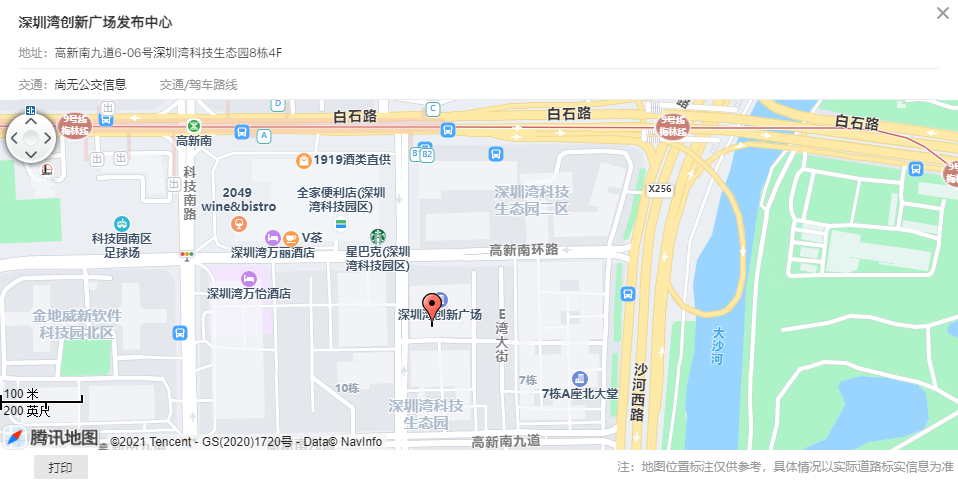 深圳湾创新广场发布中心
地址：高新南九道6-06号深圳湾科技生态园8栋4F
交通：尚无公交信息 交通/驾车路线
北
出
9号线
梅林线
D
C
白石路
白石路
9号线
梅林线
白石路
高新南
A
B1
B2
出
出
出
科技南路
1919酒类直供
9号线
梅林
2049
wine&bistro
全家便利店(深圳
湾科技园区)
深圳湾科技
生态园二区
X256
科技园南区
足球场
V茶
深圳湾万丽酒店
星巴克(深圳
湾科技园区)
高新南环路
深圳湾万怡酒店
金地威新软件
科技园北区
深圳湾创新广场
E湾大街
大沙河
沙河西路
10栋
7栋
7栋A座北大堂
深圳湾科技
生态园
高新南九道
100 米
200 英尺
腾讯地图
©2021 Tencent - GS(2020)1720号 - Data© NavInfo
打印
注：地图位置标注仅供参考，具体情况以实际道路标实信息为准